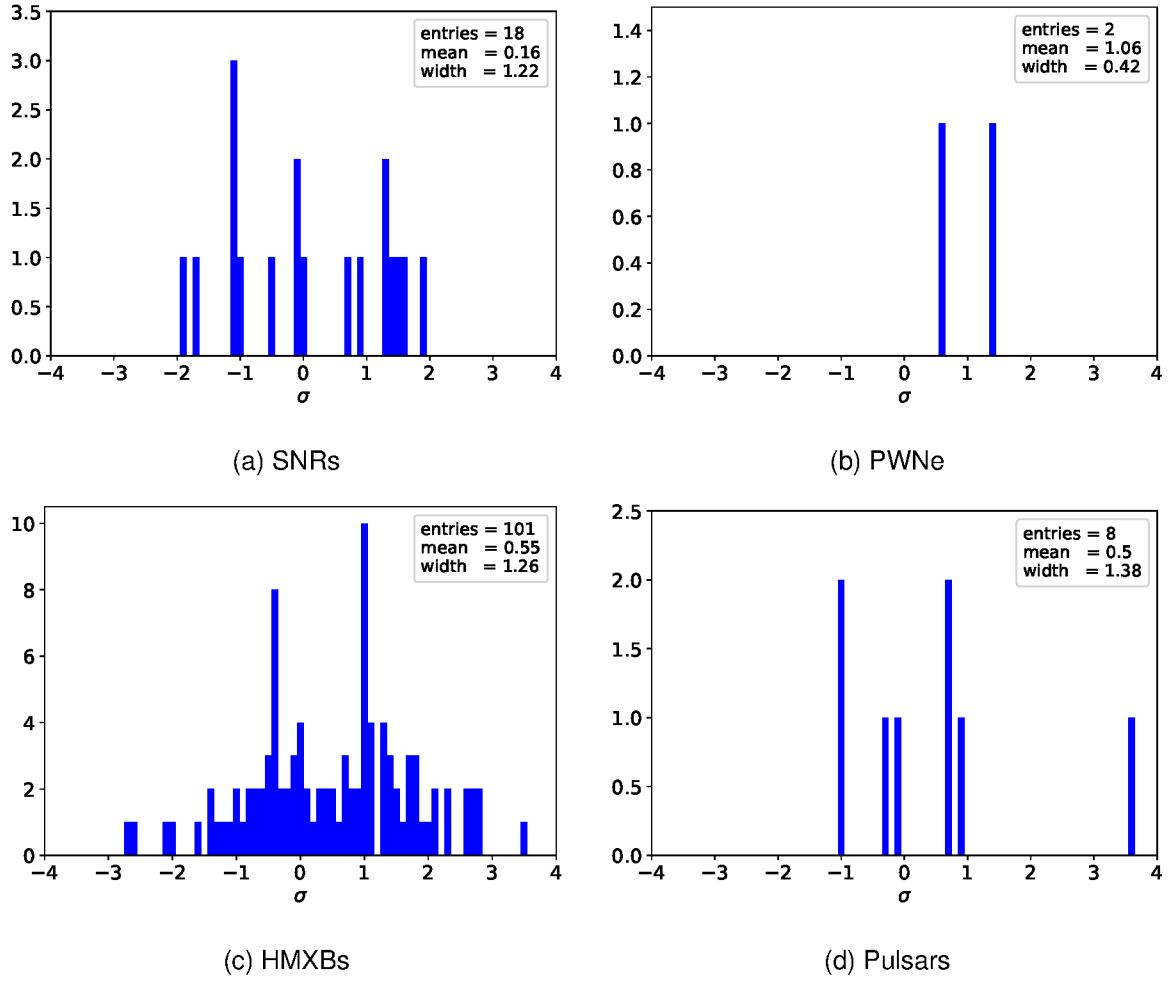 3.5
3.0
2.5
2.0
1.5
1.0
0.5
0.0
−4 −3 −2 −1 0 1 2 3 4
σ
entries = 18
mean = 0.16
width = 1.22
(a) SNRs
1.4
1.2
1.0
0.8
0.6
0.4
0.2
0.0
−4 −3 −2 −1 0 1 2 3 4
σ
entries = 2
mean = 1.06
width = 0.42
(b) PWNe
10
8
6
4
2
0
−4 −3 −2 −1 0 1 2 3 4
σ
entries = 101
mean = 0.55
width = 1.26
(c) HMXBs
2.5
2.0
1.5
1.0
0.5
0.0
−4 −3 −2 −1 0 1 2 3 4
σ
entries = 8
mean = 0.5
width = 1.38
(d) Pulsars